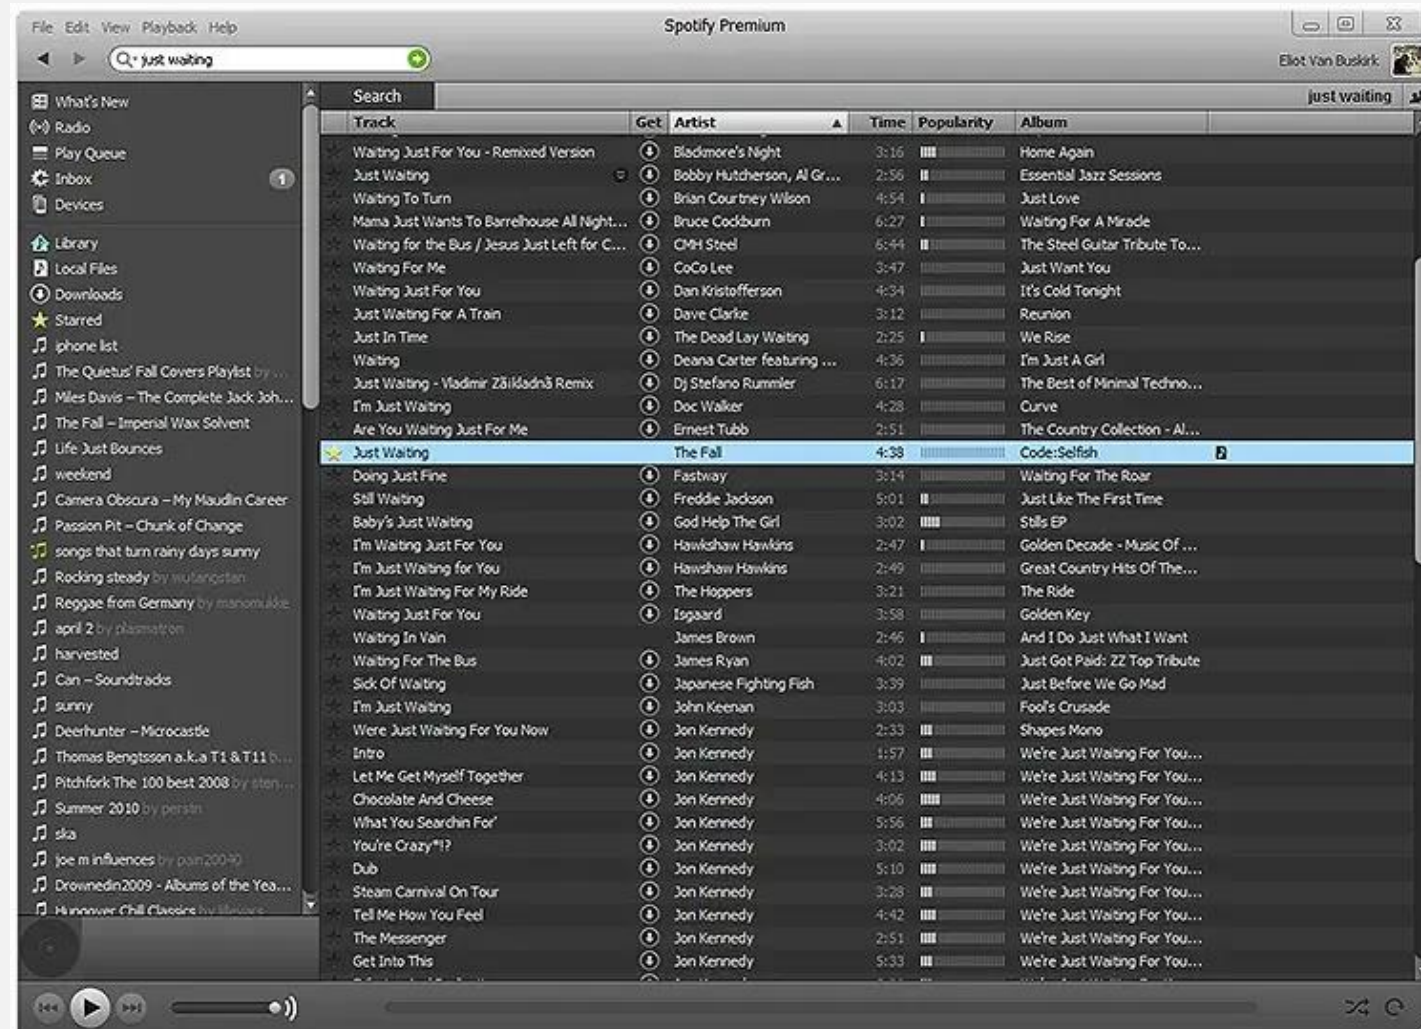 File Edit View Playback Help
Spotify Premium
just waiting
Eliot Van Buskirk
What's New
Radio
Play Queue
Inbox 1
Devices
Library
Local Files
Downloads
Starred
iphone list
The Quietus' Fall Covers Playlist by ...
Miles Davis – The Complete Jack Joh...
The Fall – Imperial Wax Solvent
Life Just Bounces
weekend
Camera Obscura – My Maudlin Career
Passion Pit – Chunk of Change
songs that turn rainy days sunny
Rocking steady by wutangstan
Reggae from Germany by manomukke
april 2 by plasmatron
harvested
Can – Soundtracks
sunny
Deerhunter – Microcastle
Thomas Bengtsson a.k.a T1 & T11 b...
Pitchfork The 100 best 2008 by sten...
Summer 2010 by perstn
ska
joe m influences by pain20040
Drownedin2009 - Albums of the Yea...
Hungover Chill Classics by
Search just waiting
Track Get Artist Time Popularity Album
Waiting Just For You - Remixed Version Blackmore's Night 3:16 Home Again
Just Waiting Bobby Hutcherson, Al Gr... 2:56 Essential Jazz Sessions
Waiting To Turn Brian Courtney Wilson 4:54 Just Love
Mama Just Wants To Barrelhouse All Night... Bruce Cockburn 6:27 Waiting For A Miracle
Waiting for the Bus / Jesus Just Left for C... CMH Steel 6:44 The Steel Guitar Tribute To...
Waiting For Me CoCo Lee 3:47 Just Want You
Waiting Just For You Dan Kristofferson 4:34 It's Cold Tonight
Just Waiting For A Train Dave Clarke 3:12 Reunion
Just In Time The Dead Lay Waiting 2:25 We Rise
Waiting Deana Carter featuring ... 4:36 I'm Just A Girl
Just Waiting - Vladimir Zãikladnã Remix Dj Stefano Rummler 6:17 The Best of Minimal Techno...
I'm Just Waiting Doc Walker 4:28 Curve
Are You Waiting Just For Me Ernest Tubb 2:51 The Country Collection - Al...
Just Waiting The Fall 4:38 Code:Selfish
Doing Just Fine Fastway 3:14 Waiting For The Roar
Still Waiting Freddie Jackson 5:01 Just Like The First Time
Baby's Just Waiting God Help The Girl 3:02 Stills EP
I'm Waiting Just For You Hawkshaw Hawkins 2:47 Golden Decade - Music Of ...
I'm Just Waiting for You Hawshaw Hawkins 2:49 Great Country Hits Of The...
I'm Just Waiting For My Ride The Hoppers 3:21 The Ride
Waiting Just For You Isgaard 3:58 Golden Key
Waiting In Vain James Brown 2:46 And I Do Just What I Want
Waiting For The Bus James Ryan 4:02 Just Got Paid: ZZ Top Tribute
Sick Of Waiting Japanese Fighting Fish 3:39 Just Before We Go Mad
I'm Just Waiting John Keenan 3:03 Fool's Crusade
Were Just Waiting For You Now Jon Kennedy 2:33 Shapes Mono
Intro Jon Kennedy 1:57 We're Just Waiting For You...
Let Me Get Myself Together Jon Kennedy 4:13 We're Just Waiting For You...
Chocolate And Cheese Jon Kennedy 4:06 We're Just Waiting For You...
What You Searchin For' Jon Kennedy 5:56 We're Just Waiting For You...
You're Crazy*!? Jon Kennedy 3:02 We're Just Waiting For You...
Dub Jon Kennedy 5:10 We're Just Waiting For You...
Steam Carnival On Tour Jon Kennedy 3:28 We're Just Waiting For You...
Tell Me How You Feel Jon Kennedy 4:42 We're Just Waiting For You...
The Messenger Jon Kennedy 2:51 We're Just Waiting For You...
Get Into This Jon Kennedy 5:33 We're Just Waiting For You...